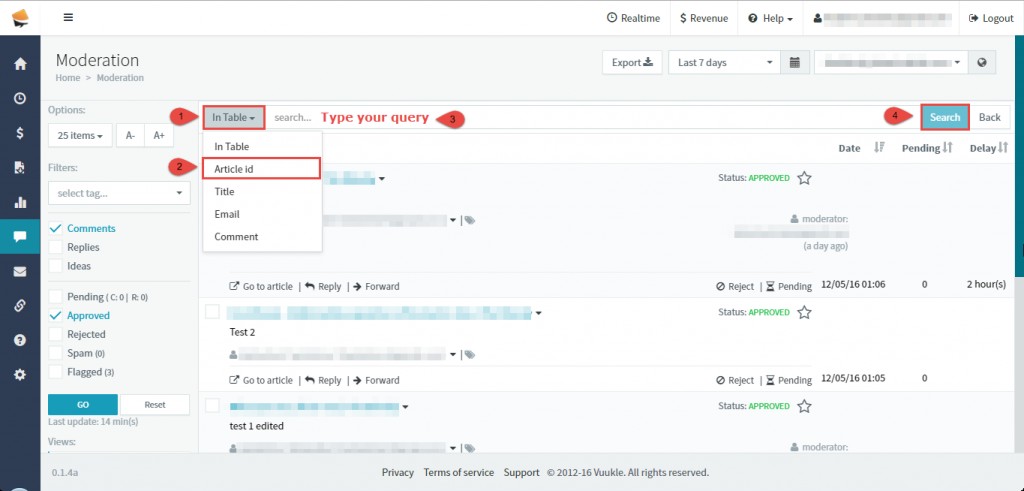 Realtime
$ Revenue
Help
Logout
Moderation
Home > Moderation
Export
Last 7 days
Options:
25 items
A-
A+
Filters:
select tag...
Comments
Replies
Ideas
Pending ( C: 0 | R: 0)
Approved
Rejected
Spam (0)
Flagged (3)
GO
Reset
Last update: 14 min(s)
Views:
0.1.4a
1
In Table
search...
Type your query
3
4
Search
Back
In Table
2
Article id
Title
Email
Comment
Date
Pending
Delay
Status: APPROVED
moderator:
(a day ago)
Go to article | Reply | Forward
Reject | Pending
12/05/16 01:06
0
2 hour(s)
Status: APPROVED
Test 2
Go to article | Reply | Forward
Reject | Pending
12/05/16 01:05
0
Status: APPROVED
test 1 edited
moderator:
Privacy Terms of service Support © 2012-16 Vuukle. All rights reserved.